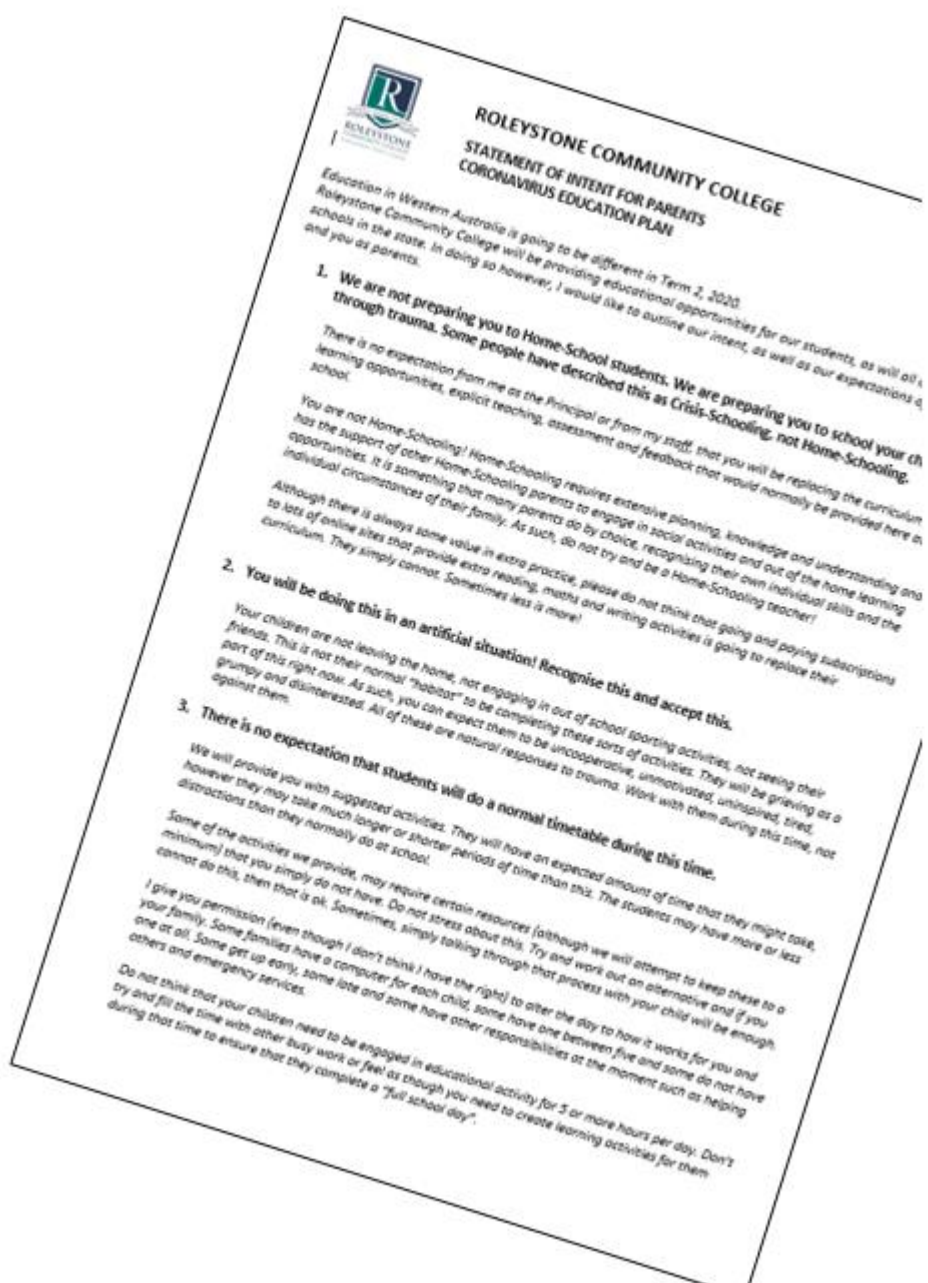 R
ROLEYSTONE
ROLEYSTONE COMMUNITY COLLEGE
STATEMENT OF INTENT FOR PARENTS
CORONAVIRUS EDUCATION PLAN
Education in Western Australia is going to be different in Term 2, 2020.
Roleystone Community College will be providing educational opportunities for our students, as will all
schools in the state. In doing so however, I would like to outline our intent, as well as our expectations
and you as parents.
1. We are not preparing you to Home-School students. We are preparing you to school your
through trauma. Some people have described this as Crisis-Schooling, not Home-Schooling.
There is no expectation from me as the Principal or from my staff, that you will be replacing the curriculum
learning opportunities, explicit teaching, assessment and feedback that would normally be provided here
school.
You are not Home-Schooling! Home-Schooling requires extensive planning, knowledge and understanding and
has the support of other Home-Schooling parents to engage in social activities and out of the home learning
opportunities. It is something that many parents do by choice, recognising their own individual skills and the
individual circumstances of their family. As such, do not try and be a Home-Schooling teacher!
Although there is always some value in extra practice, please do not think that going and paying subscriptions
to lots of online sites that provide extra reading, maths and writing activities is going to replace their
curriculum. They simply cannot. Sometimes less is more!
2. You will be doing this in an artificial situation! Recognise this and accept this.
Your children are not leaving the home, not engaging in out of school sporting activities, not seeing their
friends. This is not their normal "habitat" to be completing these sorts of activities. They will be grieving as a
part of this right now. As such, you can expect them to be uncooperative, unmotivated, uninspired, tired,
grumpy and disinterested. All of these are natural responses to trauma. Work with them during this time, not
against them.
3. There is no expectation that students will do a normal timetable during this time.
We will provide you with suggested activities. They will have an expected amount of time that they might take,
however they may take much longer or shorter periods of time than this. The students may have more or less
distractions than they normally do at school.
Some of the activities we provide, may require certain resources (although we will attempt to keep these to a
minimum) that you simply do not have. Do not stress about this. Try and work out an alternative and if you
cannot do this, then that is ok. Sometimes, simply talking through that process with your child will be enough.
I give you permission (even though I don't think I have the right) to alter the day to how it works for you and
your family. Some families have a computer for each child, some have one between five and some do not have
one at all. Some get up early, some late and some have other responsibilities at the moment such as helping
others and emergency services.
Do not think that your children need to be engaged in educational activity for 5 or more hours per day. Don't
try and fill the time with other busy work or feel as though you need to create learning activities for them
during that time to ensure that they complete a "full school day".